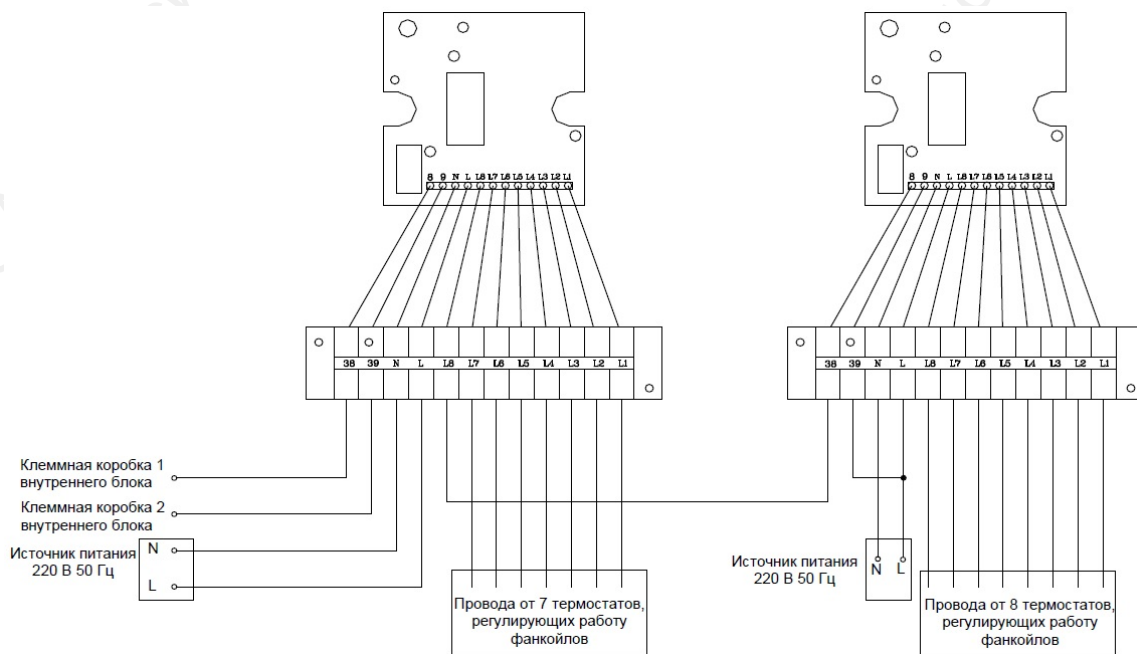 8 9 N L L8 L7 L6 L5 L4 L3 L2 L1
8 9 N L L8 L7 L6 L5 L4 L3 L2 L1
38 39 N L L8 L7 L6 L5 L4 L3 L2 L1
38 39 N L L8 L7 L6 L5 L4 L3 L2 L1
Клеммная коробка 1
внутреннего блока
Клеммная коробка 2
внутреннего блока
Источник питания
220 В 50 Гц
N
L
Провода от 7 термостатов,
регулирующих работу
фанкойлов
Источник питания
220 В 50 Гц
N L
Провода от 8 термостатов,
регулирующих работу
фанкойлов